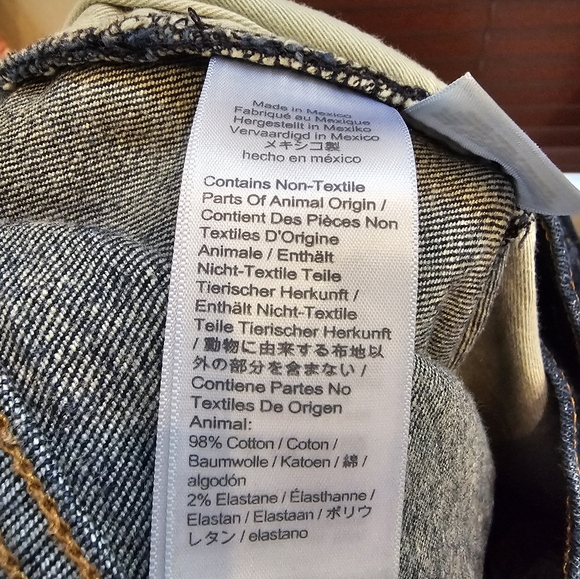 Made in Mexico
Fabriqué au Mexique
Hergestellt in Mexiko
Vervaardigd in Mexico
メキシコ製
hecho en méxico
Contains Non-Textile
Parts Of Animal Origin /
Contient Des Pièces Non
Textiles D'Origine
Animale / Enthält
Nicht-Textile Teile
Tierischer Herkunft /
Enthält Nicht-Textile
Teile Tierischer Herkunft
/ 動物に由来する布地以
外の部分を含まない /
Contiene Partes No
Textiles De Origen
Animal:
98% Cotton / Coton /
Baumwolle / Katoen / 綿 /
algodón
2% Elastane / Élasthanne /
Elastan / Elastaan / ポリウ
レタン / elastano